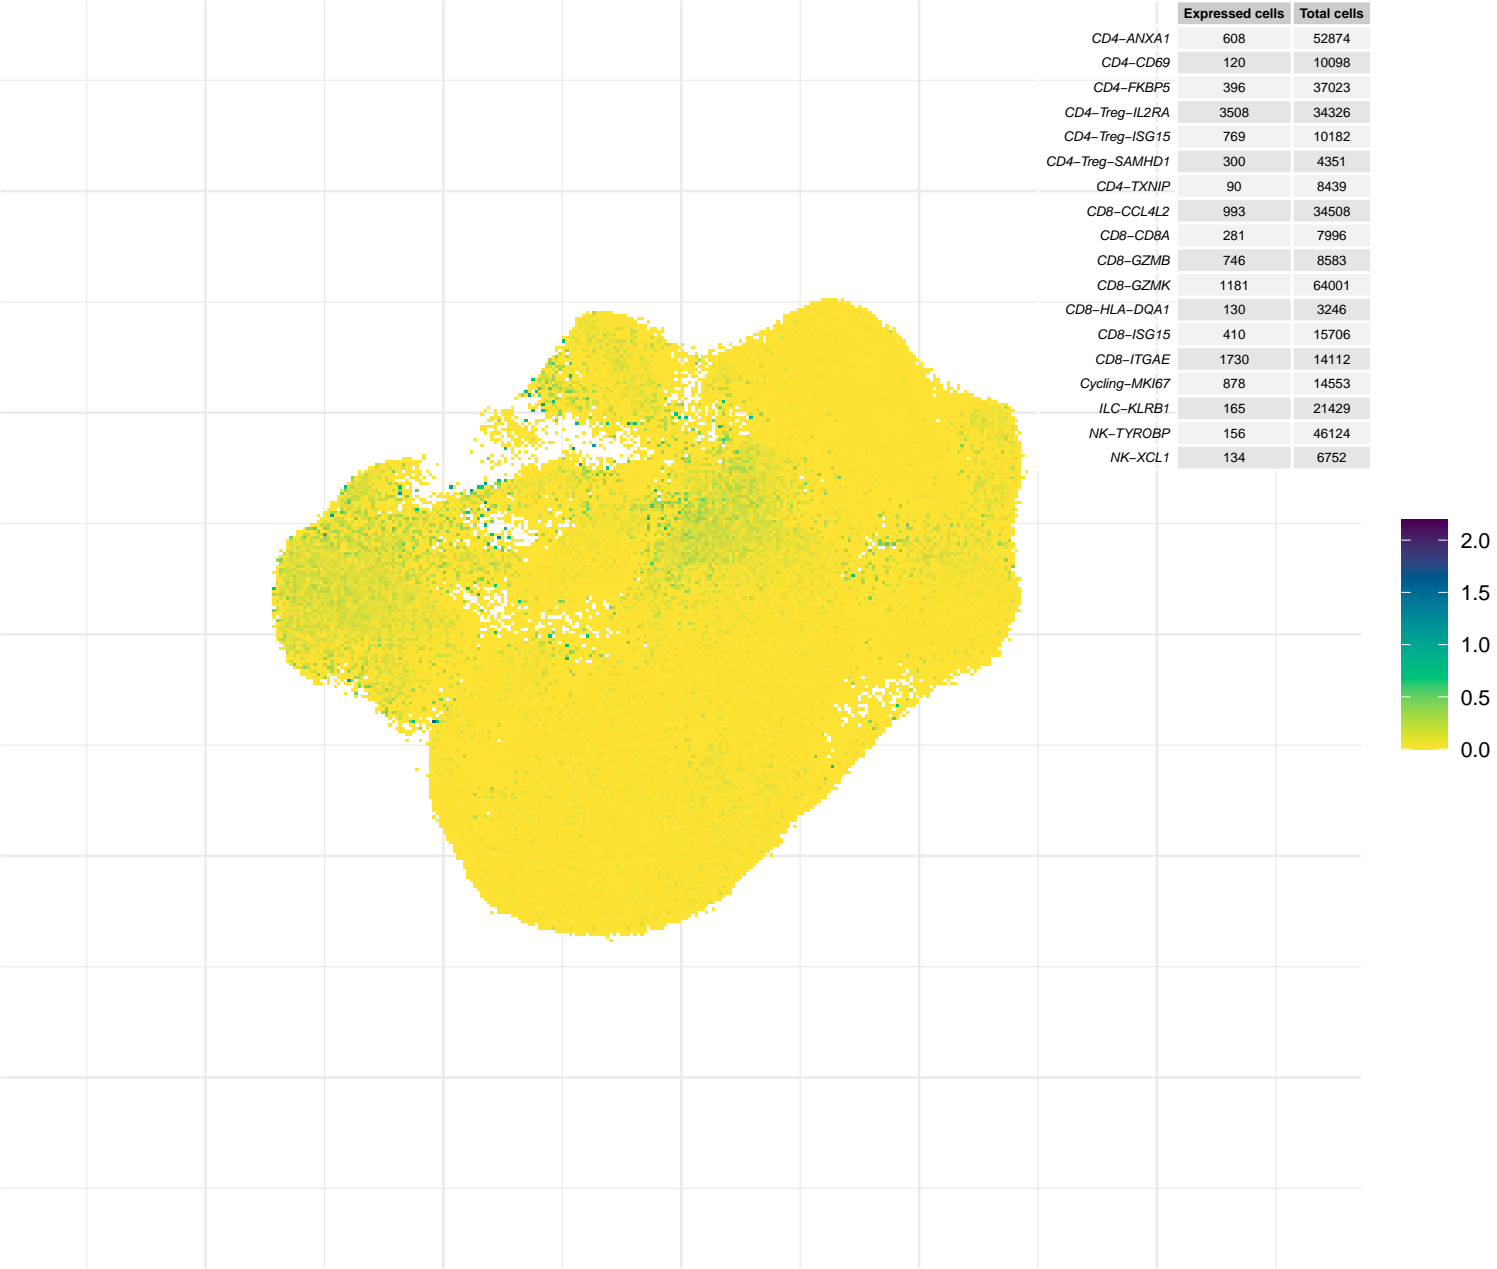 Expressed cells Total cells
CD4−ANXA1 608 52874
CD4−CD69 120 10098
CD4−FKBP5 396 37023
CD4−Treg−IL2RA 3508 34326
CD4−Treg−ISG15 769 10182
CD4−Treg−SAMHD1 300 4351
CD4−TXNIP 90 8439
CD8−CCL4L2 993 34508
CD8−CD8A 281 7996
CD8−GZMB 746 8583
CD8−GZMK 1181 64001
CD8−HLA−DQA1 130 3246
CD8−ISG15 410 15706
CD8−ITGAE 1730 14112
Cycling−MKI67 878 14553
ILC−KLRB1 165 21429
NK−TYROBP 156 46124
NK−XCL1 134 6752
2.0
1.5
1.0
0.5
0.0